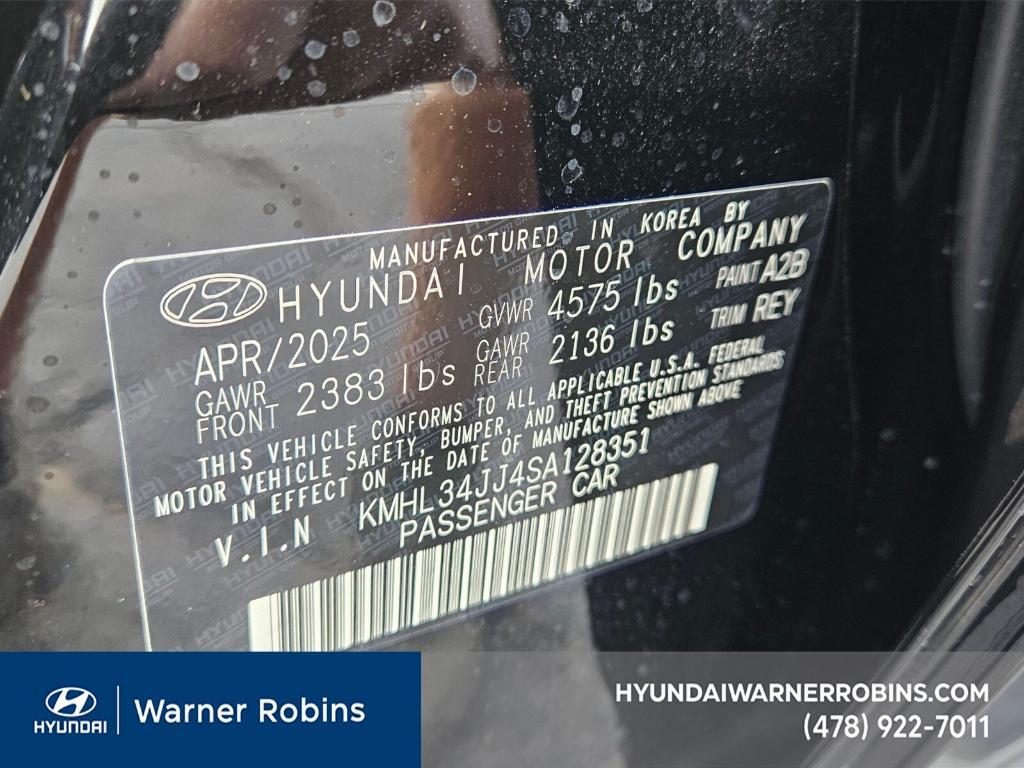 MANUFACTURED IN KOREA BY
HYUNDAI MOTOR COMPANY
APR/2025 GVWR 4575 lbs PAINT A2B
GAWR FRONT 2383 lbs GAWR REAR 2136 lbs TRIM REY
THIS VEHICLE CONFORMS TO ALL APPLICABLE U.S.A. FEDERAL
MOTOR VEHICLE SAFETY, BUMPER, AND THEFT PREVENTION STANDARDS
IN EFFECT ON THE DATE OF MANUFACTURE SHOWN ABOVE
V.I.N KMHL34JJ4SA128351
PASSENGER CAR
HYUNDAI
Warner Robins
HYUNDAIWARNERROBINS.COM
(478) 922-7011